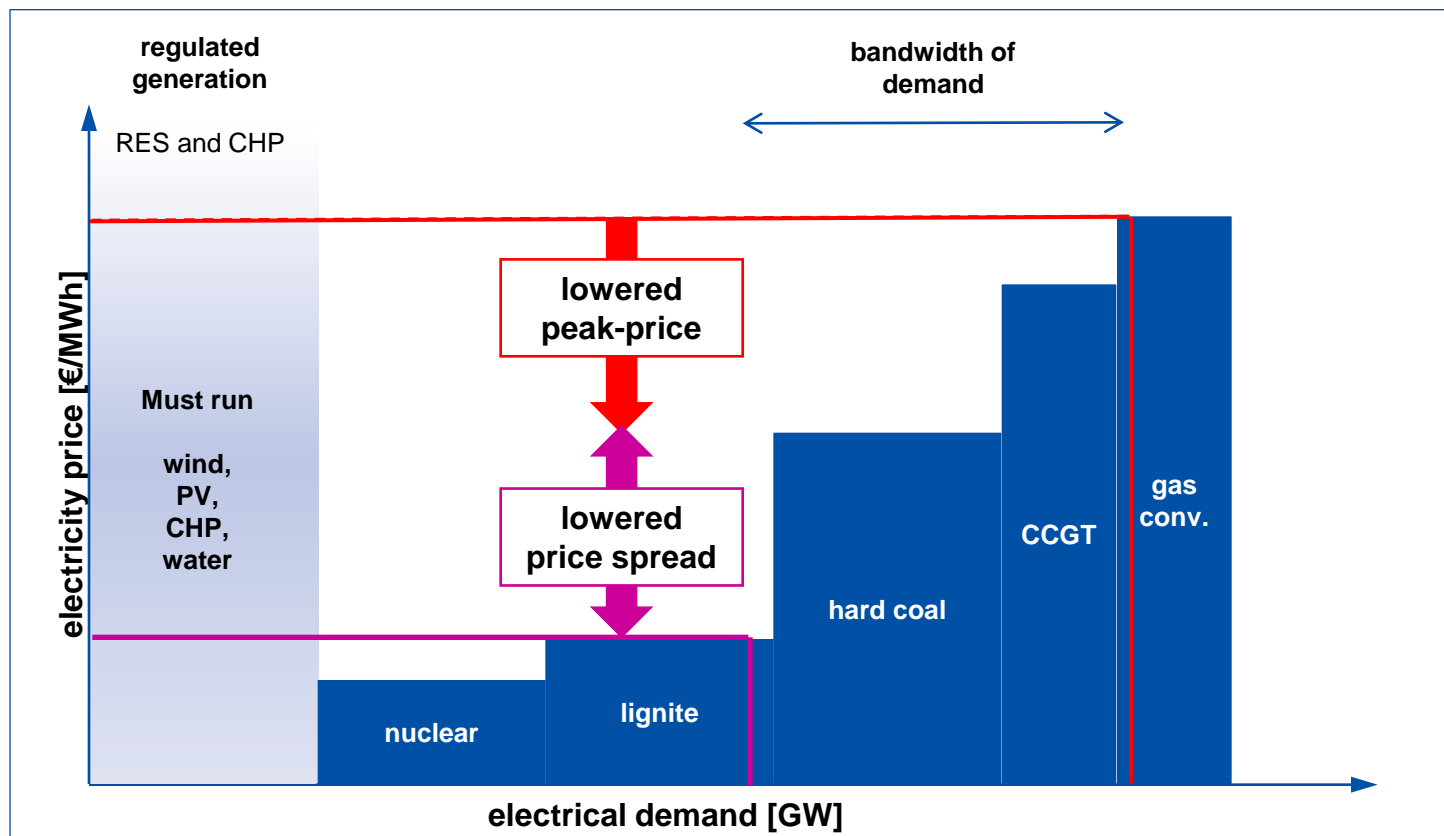 regulated
generation
RES and CHP
bandwidth of
demand
electricity price [€/MWh]
Must run
wind,
PV,
CHP,
water
lowered
peak-price
lowered
price spread
nuclear
lignite
hard coal
CCGT
gas
conv.
electrical demand [GW]